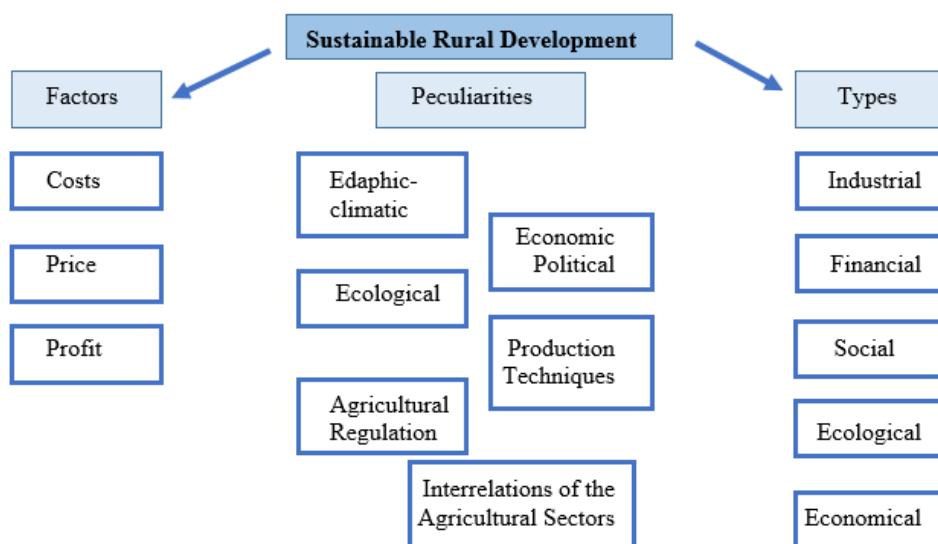 Sustainable Rural Development
Factors
Peculiarities
Types
Costs
Price
Profit
Edaphic-
climatic
Economic
Political
Ecological
Production
Techniques
Agricultural
Regulation
Interrelations of the
Agricultural Sectors
Industrial
Financial
Social
Ecological
Economical